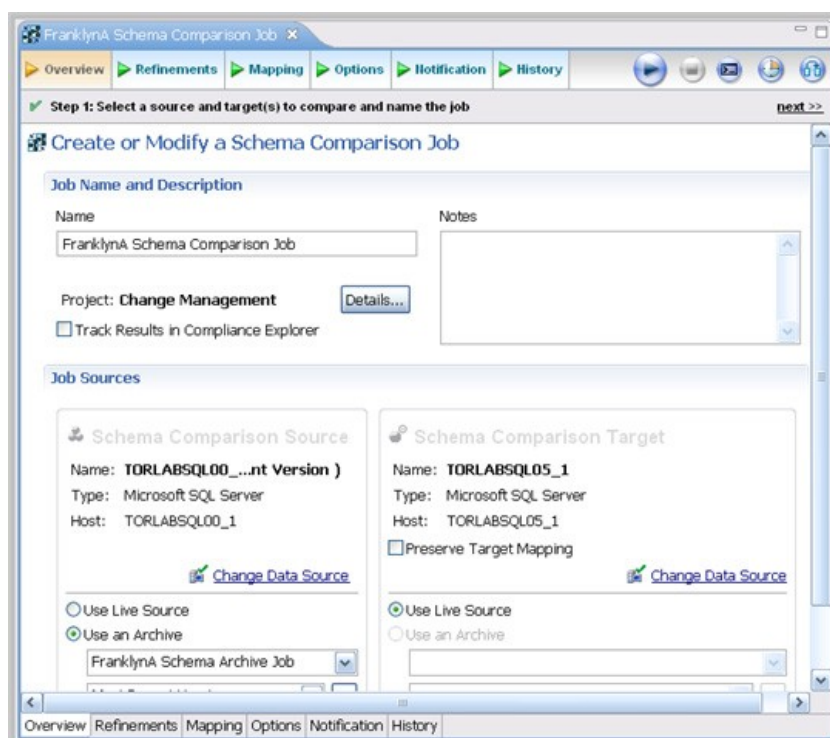 FranklynA Schema Comparison Job
Overview Refinements Mapping Options Notification History
Step 1: Select a source and target(s) to compare and name the job next >>
Create or Modify a Schema Comparison Job
Job Name and Description
Name Notes
FranklynA Schema Comparison Job
Project: Change Management Details...
Track Results in Compliance Explorer
Job Sources
Schema Comparison Source
Name: TORLABSQL00_...nt Version )
Type: Microsoft SQL Server
Host: TORLABSQL00_1
Change Data Source
Use Live Source
Use an Archive
FranklynA Schema Archive Job
Schema Comparison Target
Name: TORLABSQL05_1
Type: Microsoft SQL Server
Host: TORLABSQL05_1
Preserve Target Mapping
Change Data Source
Use Live Source
Use an Archive
Overview Refinements Mapping Options Notification History